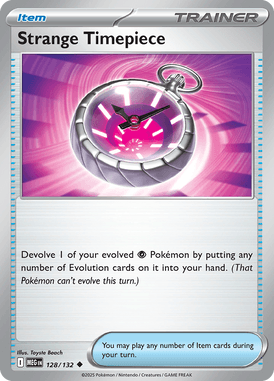 Item
TRAINER
Strange Timepiece
Devolve 1 of your evolved Pokémon by putting any
number of Evolution cards on it into your hand. (That
Pokémon can't evolve this turn.)
Illus. Toyste Beach
You may play any number of Item cards
during your turn.
I MEG EN 128/132
©2025 Pokémon / Nintendo / Creatures / GAME FREAK